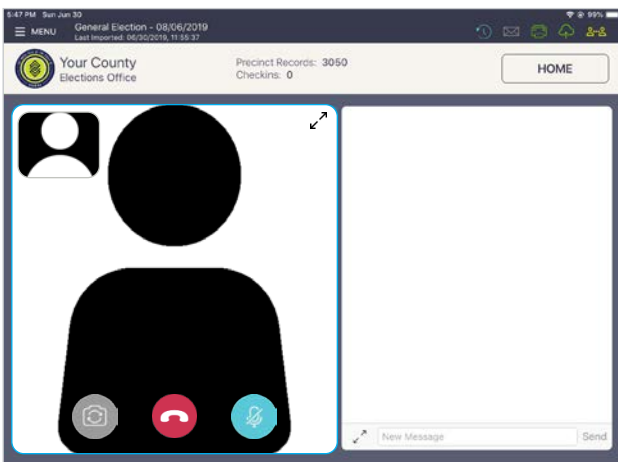 5:47 PM Sun Jun 30
99%
MENU
General Election - 08/06/2019
Last Imported: 06/30/2019, 11:55:37
Your County
Elections Office
Precinct Records: 3050
Checkins: 0
HOME
New Message
Send